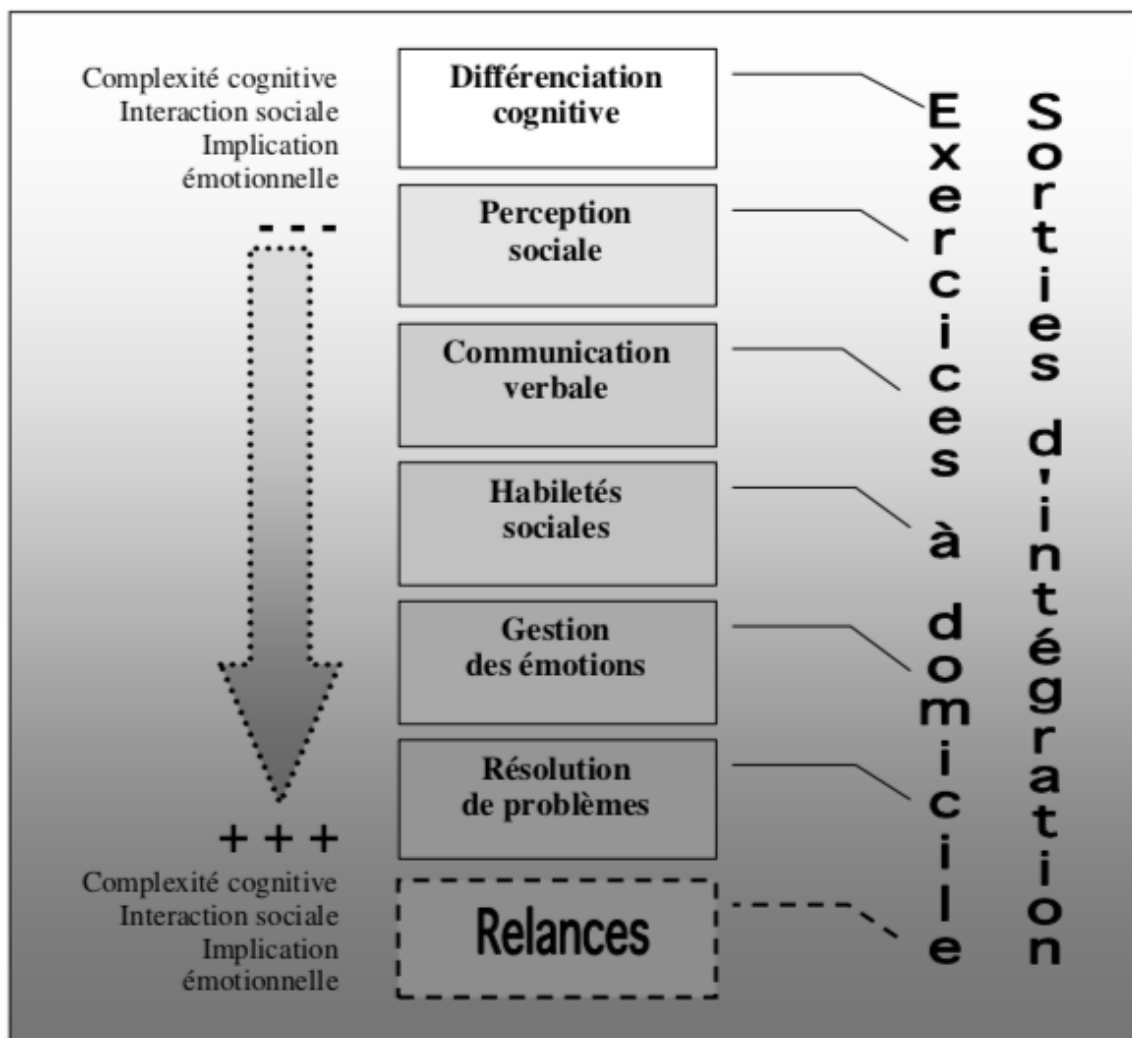 Complexité cognitive
Interaction sociale
Implication
émotionnelle
- - -
Différenciation
cognitive
Perception
sociale
Communication
verbale
Habiletés
sociales
Gestion
des émotions
Résolution
de problèmes
Relances
+ + +
Complexité cognitive
Interaction sociale
Implication
émotionnelle
Exercices à domicile
Sorties d'intégration